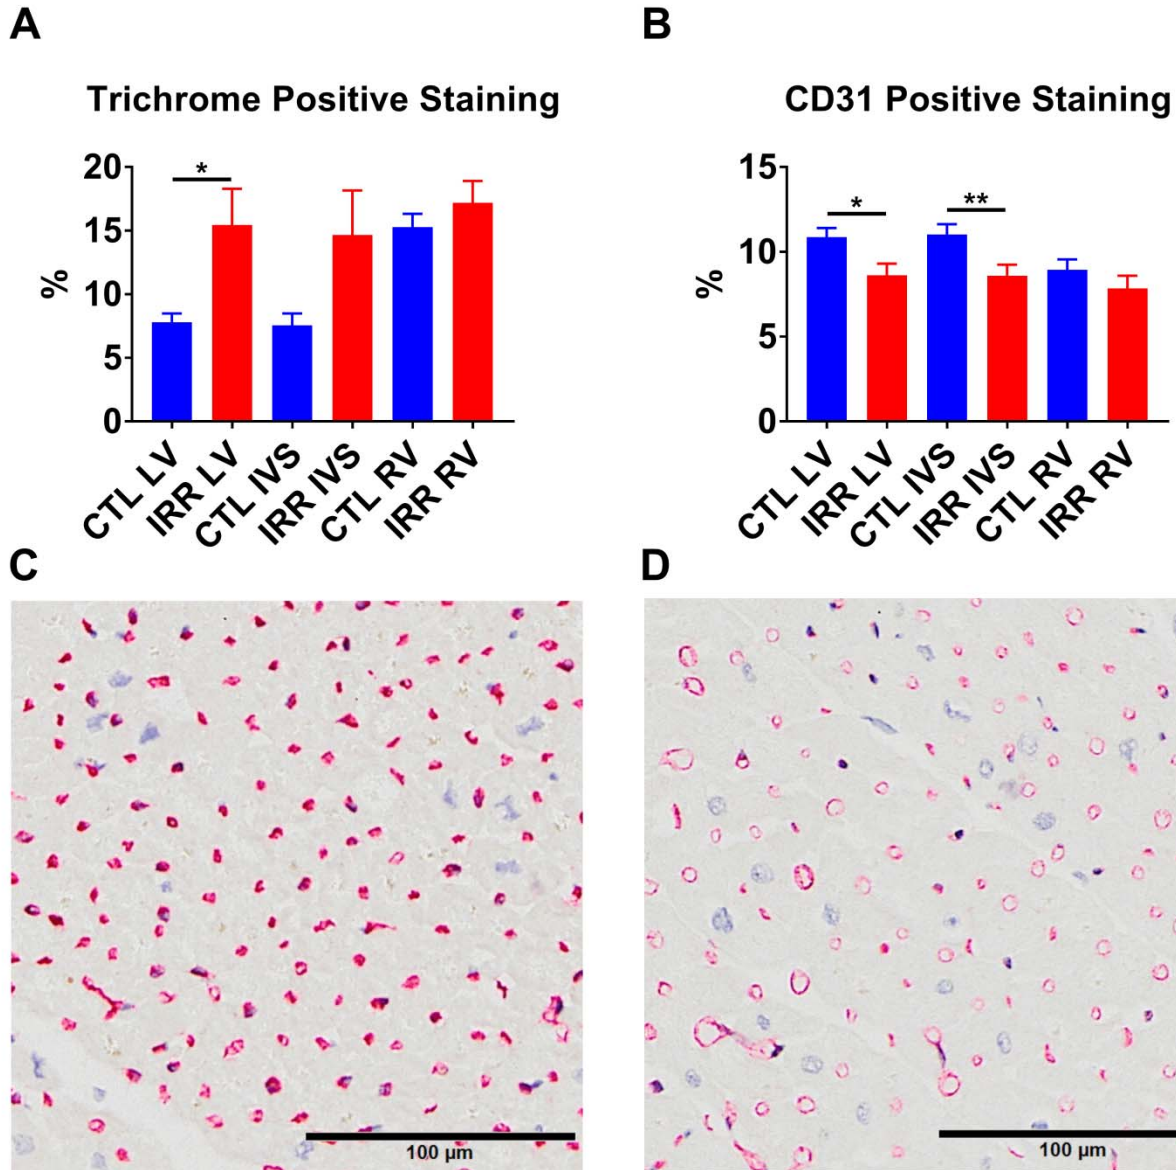 A
B
Trichrome Positive Staining
CD31 Positive Staining
*
20
15
10
5
0
%
CTL LV
IRR LV
CTL IVS
IRR IVS
CTL RV
IRR RV
*
**
15
10
5
0
%
CTL LV
IRR LV
CTL IVS
IRR IVS
CTL RV
IRR RV
C
D
100 µm
100 µm